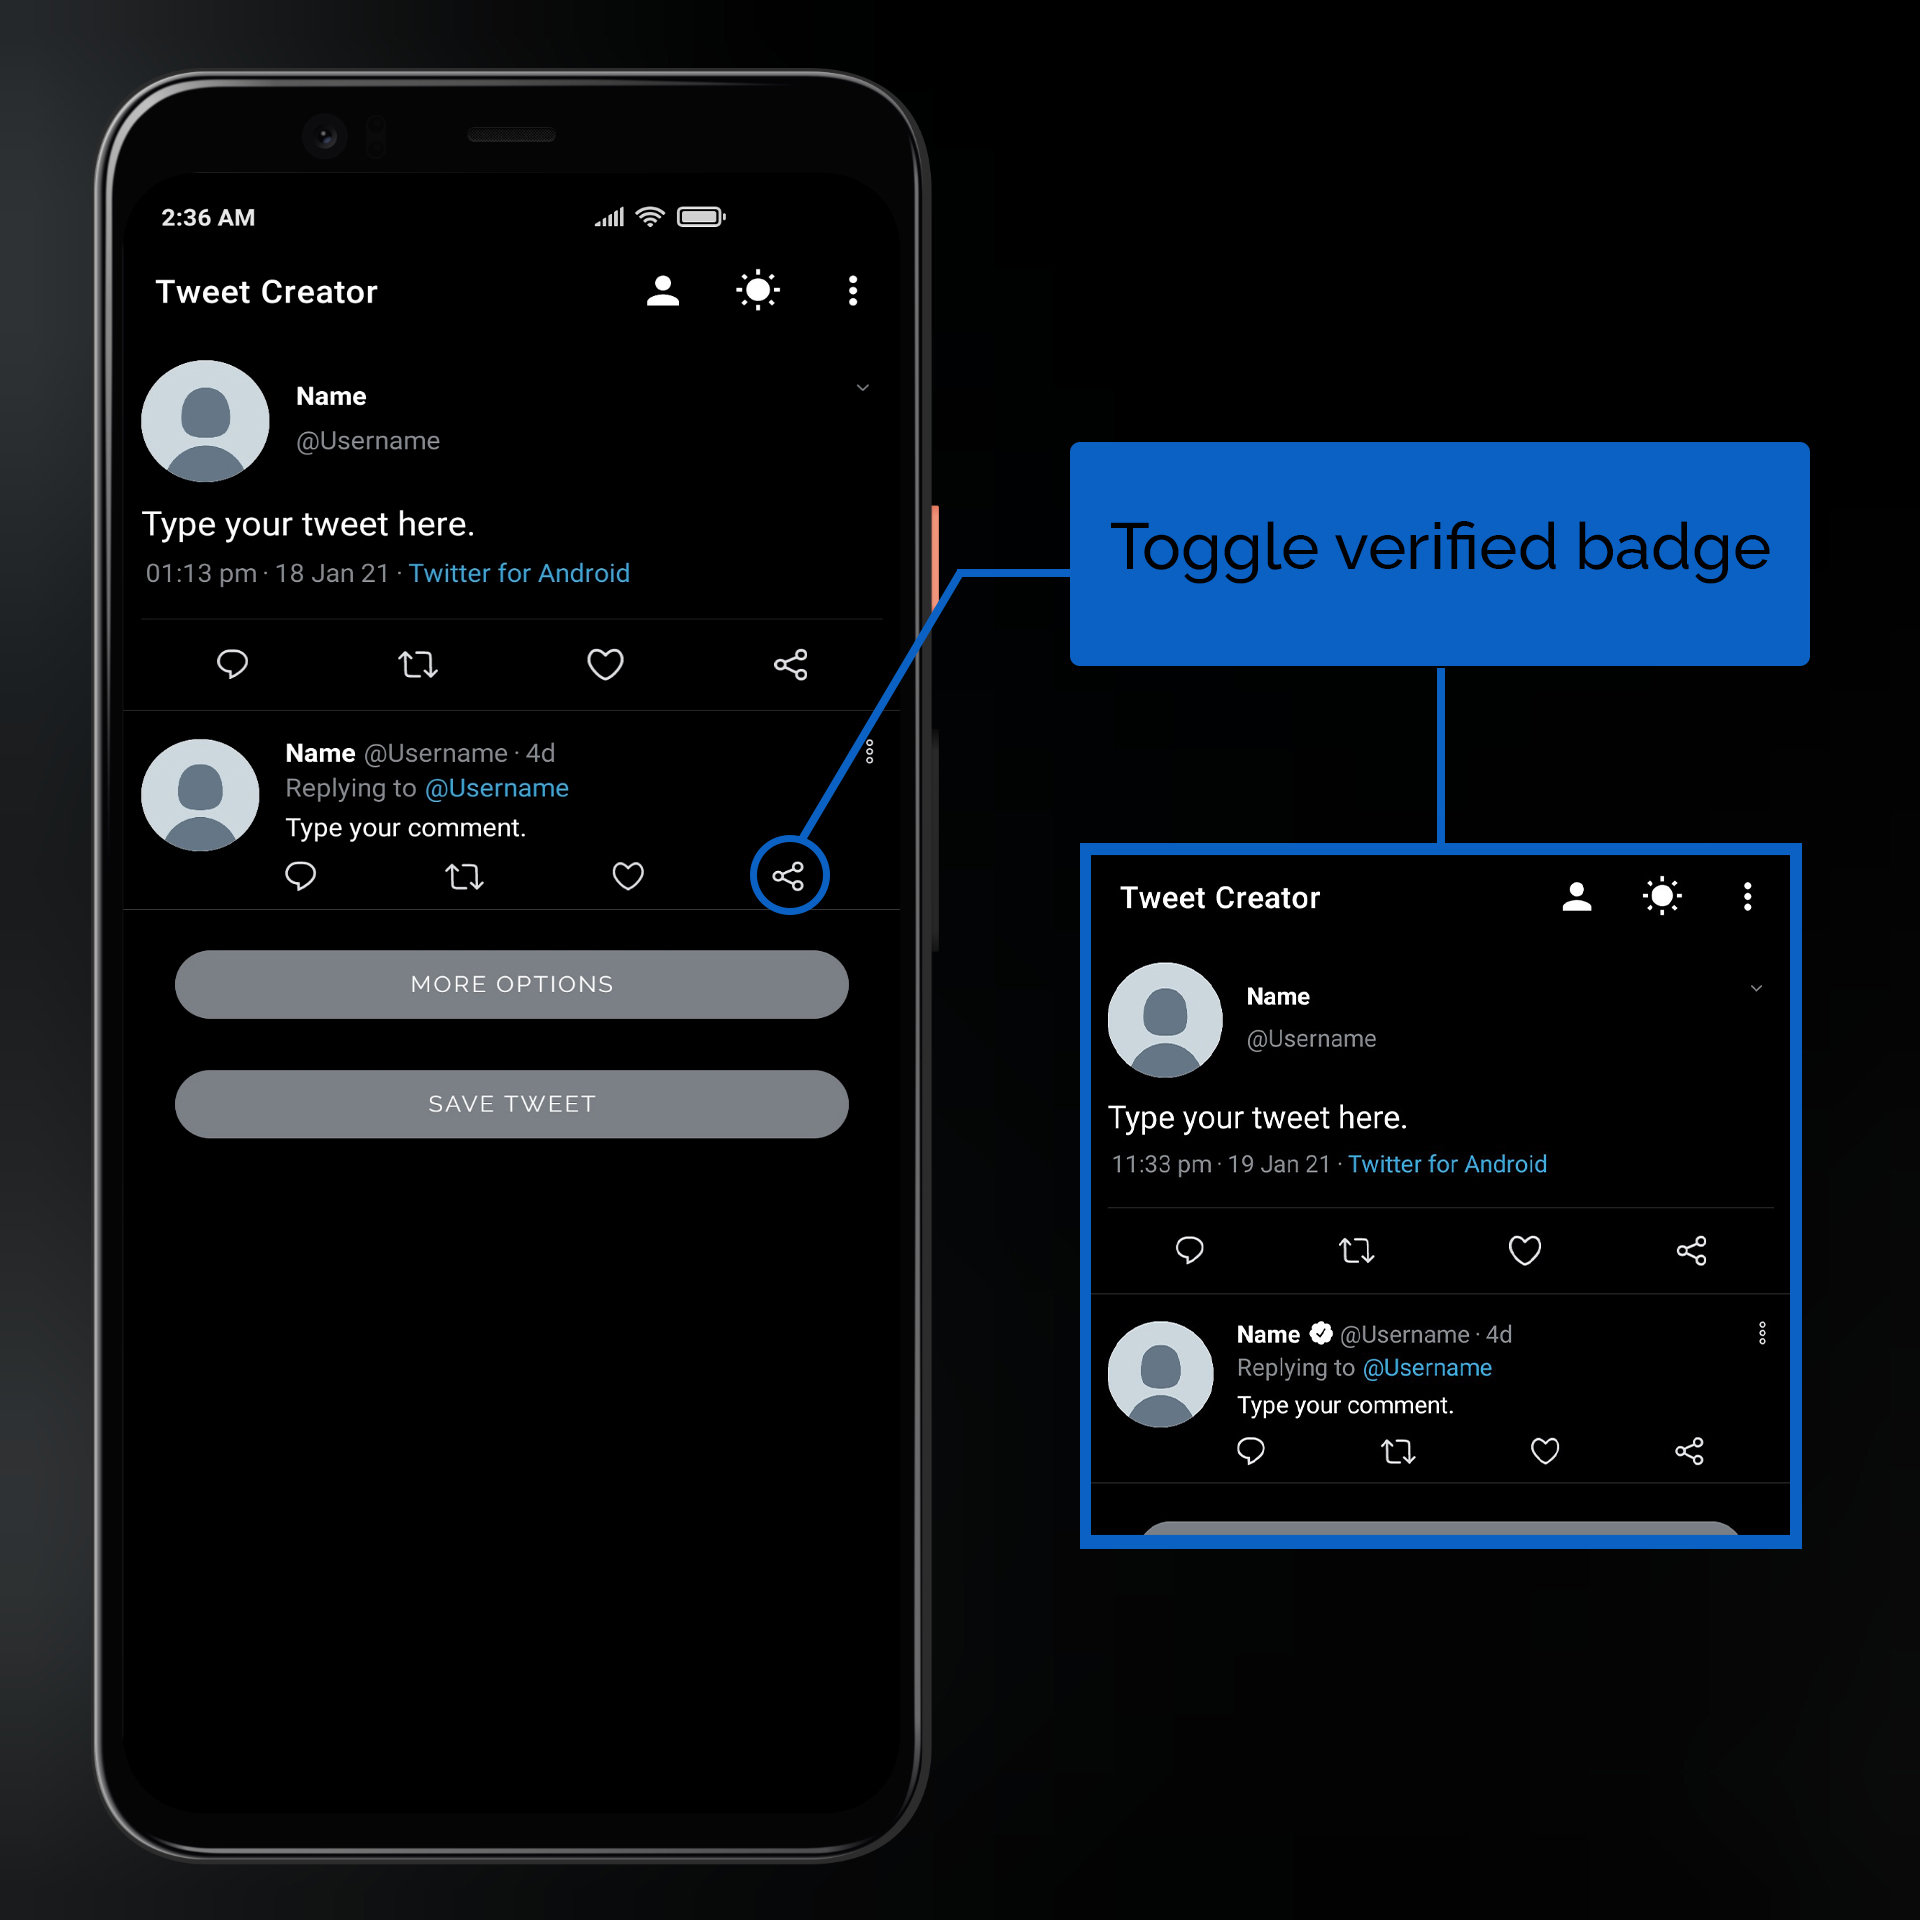 2:36 AM
Tweet Creator
Name
@Username
Type your tweet here.
01:13 pm · 18 Jan 21 · Twitter for Android
Name @Username · 4d
Replying to @Username
Type your comment.
MORE OPTIONS
SAVE TWEET
Toggle verified badge
Tweet Creator
Name
@Username
Type your tweet here.
11:33 pm · 19 Jan 21 · Twitter for Android
Name @Username · 4d
Replying to @Username
Type your comment.